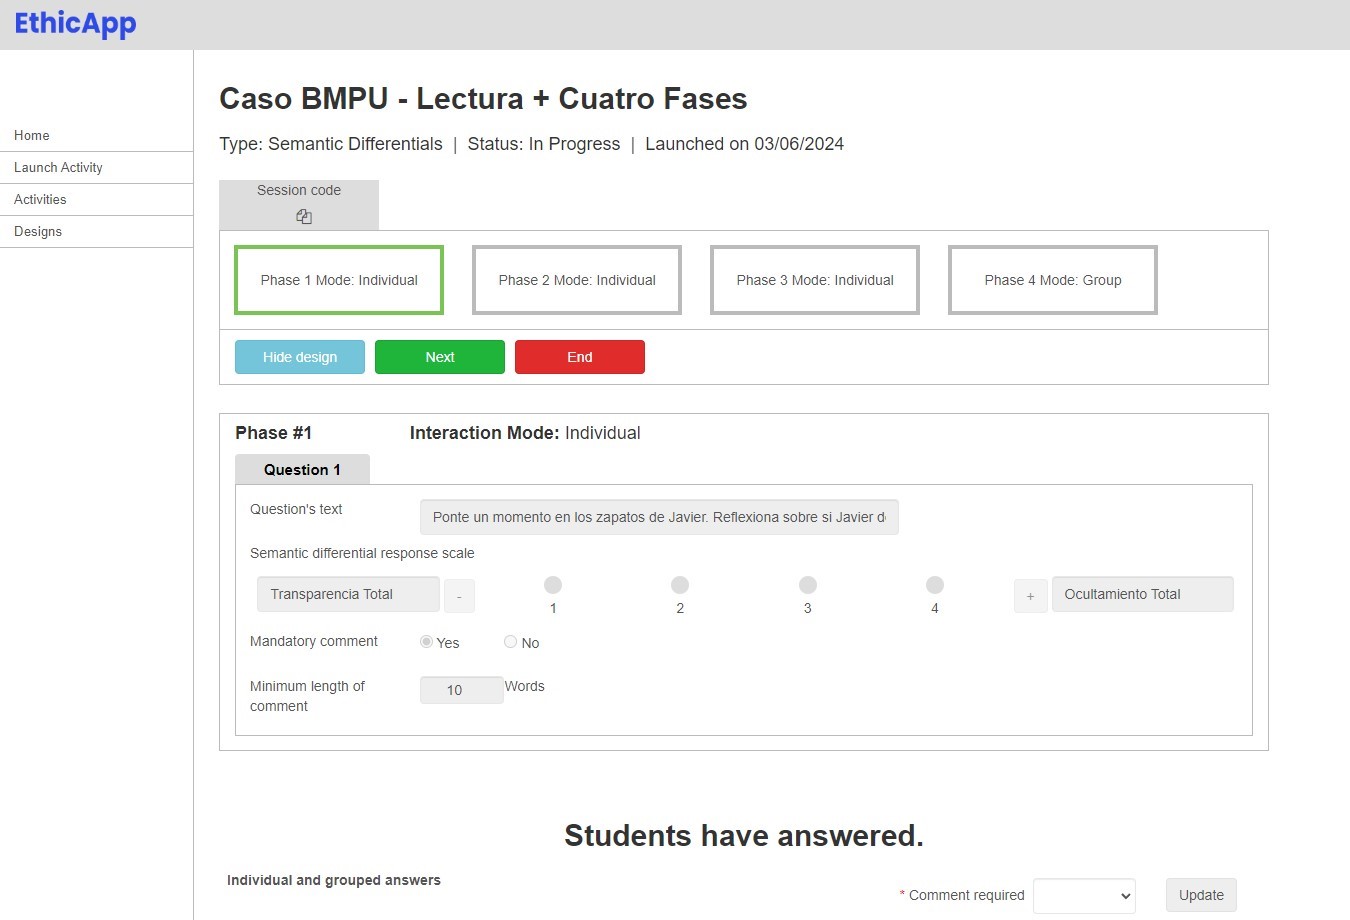 EthicApp
Home
Launch Activity
Activities
Designs
Caso BMPU - Lectura + Cuatro Fases
Type: Semantic Differentials | Status: In Progress | Launched on 03/06/2024
Session code
Phase 1 Mode: Individual
Phase 2 Mode: Individual
Phase 3 Mode: Individual
Phase 4 Mode: Group
Hide design
Next
End
Phase #1
Interaction Mode: Individual
Question 1
Question's text
Ponte un momento en los zapatos de Javier. Reflexiona sobre si Javier d
Semantic differential response scale
Transparencia Total
-
1
2
3
4
+
Ocultamiento Total
Mandatory comment
Yes
No
Minimum length of
comment
10
Words
Students have answered.
Individual and grouped answers
* Comment required
Update